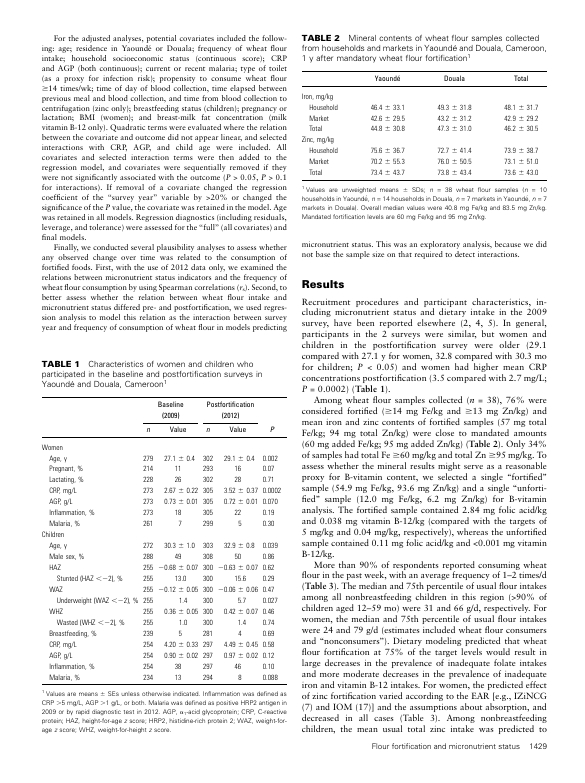 For the adjusted analyses, potential covariates included the follow-
ing: age; residence in Yaoundé or Douala; frequency of wheat flour
intake; household socioeconomic status (continuous score); CRP
and AGP (both continuous); current or recent malaria; type of toilet
(as a proxy for infection risk); propensity to consume wheat flour
≥14 times/wk; time of day of blood collection, time elapsed between
previous meal and blood collection, and time from blood collection to
centrifugation (zinc only); breastfeeding status (children); pregnancy or
lactation; BMI (women); and breast-milk fat concentration (milk
vitamin B-12 only). Quadratic terms were evaluated where the relation
between the covariate and outcome did not appear linear, and selected
interactions with CRP, AGP, and child age were included. All
covariates and selected interaction terms were then added to the
regression model, and covariates were sequentially removed if they
were not significantly associated with the outcome (P > 0.05, P > 0.1
for interactions). If removal of a covariate changed the regression
coefficient of the "survey year" variable by >20% or changed the
significance of the P value, the covariate was retained in the model. Age
was retained in all models. Regression diagnostics (including residuals,
leverage, and tolerance) were assessed for the "full" (all covariates) and
final models.
Finally, we conducted several plausibility analyses to assess whether
any observed change over time was related to the consumption of
fortified foods. First, with the use of 2012 data only, we examined the
relations between micronutrient status indicators and the frequency of
wheat flour consumption by using Spearman correlations (rs). Second, to
better assess whether the relation between wheat flour intake and
micronutrient status differed pre- and postfortification, we used regres-
sion analysis to model this relation as the interaction between survey
year and frequency of consumption of wheat flour in models predicting
TABLE 1 Characteristics of women and children who
participated in the baseline and postfortification surveys in
Yaoundé and Douala, Cameroon1
Baseline Postfortification
(2009) (2012)
n Value n Value P
Women
Age, y 279 27.1 ± 0.4 302 29.1 ± 0.4 0.002
Pregnant, % 214 11 293 16 0.07
Lactating, % 228 26 302 28 0.71
CRP, mg/L 273 2.67 ± 0.22 305 3.52 ± 0.37 0.0002
AGP, g/L 273 0.73 ± 0.01 305 0.72 ± 0.01 0.070
Inflammation, % 273 18 305 22 0.19
Malaria, % 261 7 299 5 0.30
Children
Age, y 272 30.3 ± 1.0 303 32.9 ± 0.8 0.039
Male sex, % 288 49 308 50 0.86
HAZ 255 −0.68 ± 0.07 300 −0.63 ± 0.07 0.62
Stunted (HAZ <−2), % 255 13.0 300 15.6 0.29
WAZ 255 −0.12 ± 0.05 300 −0.06 ± 0.06 0.47
Underweight (WAZ <−2), % 255 1.4 300 5.7 0.027
WHZ 255 0.36 ± 0.05 300 0.42 ± 0.07 0.46
Wasted (WHZ <−2), % 255 1.0 300 1.4 0.74
Breastfeeding, % 239 5 281 4 0.69
CRP, mg/L 254 4.20 ± 0.33 297 4.49 ± 0.45 0.58
AGP, g/L 254 0.90 ± 0.02 297 0.97 ± 0.02 0.12
Inflammation, % 254 38 297 46 0.10
Malaria, % 234 13 294 8 0.088
1 Values are means ± SEs unless otherwise indicated. Inflammation was defined as
CRP >5 mg/L, AGP >1 g/L, or both. Malaria was defined as positive HRP2 antigen in
2009 or by rapid diagnostic test in 2012. AGP, α1-acid glycoprotein; CRP, C-reactive
protein; HAZ, height-for-age z score; HRP2, histidine-rich protein 2; WAZ, weight-for-
age z score; WHZ, weight-for-height z score.
TABLE 2 Mineral contents of wheat flour samples collected
from households and markets in Yaoundé and Douala, Cameroon,
1 y after mandatory wheat flour fortification1
Yaoundé Douala Total
Iron, mg/kg
Household 46.4 ± 33.1 49.3 ± 31.8 48.1 ± 31.7
Market 42.6 ± 29.5 43.2 ± 31.2 42.9 ± 29.2
Total 44.8 ± 30.8 47.3 ± 31.0 46.2 ± 30.5
Zinc, mg/kg
Household 75.6 ± 36.7 72.7 ± 41.4 73.9 ± 38.7
Market 70.2 ± 55.3 76.0 ± 50.5 73.1 ± 51.0
Total 73.4 ± 43.7 73.8 ± 43.4 73.6 ± 43.0
1 Values are unweighted means ± SDs; n = 38 wheat flour samples (n = 10
households in Yaoundé, n = 14 households in Douala, n = 7 markets in Yaoundé, n = 7
markets in Douala). Overall median values were 40.8 mg Fe/kg and 83.5 mg Zn/kg.
Mandated fortification levels are 60 mg Fe/kg and 95 mg Zn/kg.
micronutrient status. This was an exploratory analysis, because we did
not base the sample size on that required to detect interactions.
Results
Recruitment procedures and participant characteristics, in-
cluding micronutrient status and dietary intake in the 2009
survey, have been reported elsewhere (2, 4, 5). In general,
participants in the 2 surveys were similar, but women and
children in the postfortification survey were older (29.1
compared with 27.1 y for women, 32.8 compared with 30.3 mo
for children; P < 0.05) and women had higher mean CRP
concentrations postfortification (3.5 compared with 2.7 mg/L;
P = 0.0002) (Table 1).
Among wheat flour samples collected (n = 38), 76% were
considered fortified (≥14 mg Fe/kg and ≥13 mg Zn/kg) and
mean iron and zinc contents of fortified samples (57 mg total
Fe/kg; 94 mg total Zn/kg) were close to mandated amounts
(60 mg added Fe/kg; 95 mg added Zn/kg) (Table 2). Only 34%
of samples had total Fe ≥60 mg/kg and total Zn ≥95 mg/kg. To
assess whether the mineral results might serve as a reasonable
proxy for B-vitamin content, we selected a single "fortified"
sample (54.9 mg Fe/kg, 93.6 mg Zn/kg) and a single "unforti-
fied" sample (12.0 mg Fe/kg, 6.2 mg Zn/kg) for B-vitamin
analysis. The fortified sample contained 2.84 mg folic acid/kg
and 0.038 mg vitamin B-12/kg (compared with the targets of
5 mg/kg and 0.04 mg/kg, respectively), whereas the unfortified
sample contained 0.11 mg folic acid/kg and <0.001 mg vitamin
B-12/kg.
More than 90% of respondents reported consuming wheat
flour in the past week, with an average frequency of 1–2 times/d
(Table 3). The median and 75th percentile of usual flour intakes
among all nonbreastfeeding children in this region (>90% of
children aged 12–59 mo) were 31 and 66 g/d, respectively. For
women, the median and 75th percentile of usual flour intakes
were 24 and 79 g/d (estimates included wheat flour consumers
and "nonconsumers"). Dietary modeling predicted that wheat
flour fortification at 75% of the target levels would result in
large decreases in the prevalence of inadequate folate intakes
and more moderate decreases in the prevalence of inadequate
iron and vitamin B-12 intakes. For women, the predicted effect
of zinc fortification varied according to the EAR [e.g., IZiNCG
(7) and IOM (17)] and the assumptions about absorption, and
decreased in all cases (Table 3). Among nonbreastfeeding
children, the mean usual total zinc intake was predicted to
Flour fortification and micronutrient status 1429